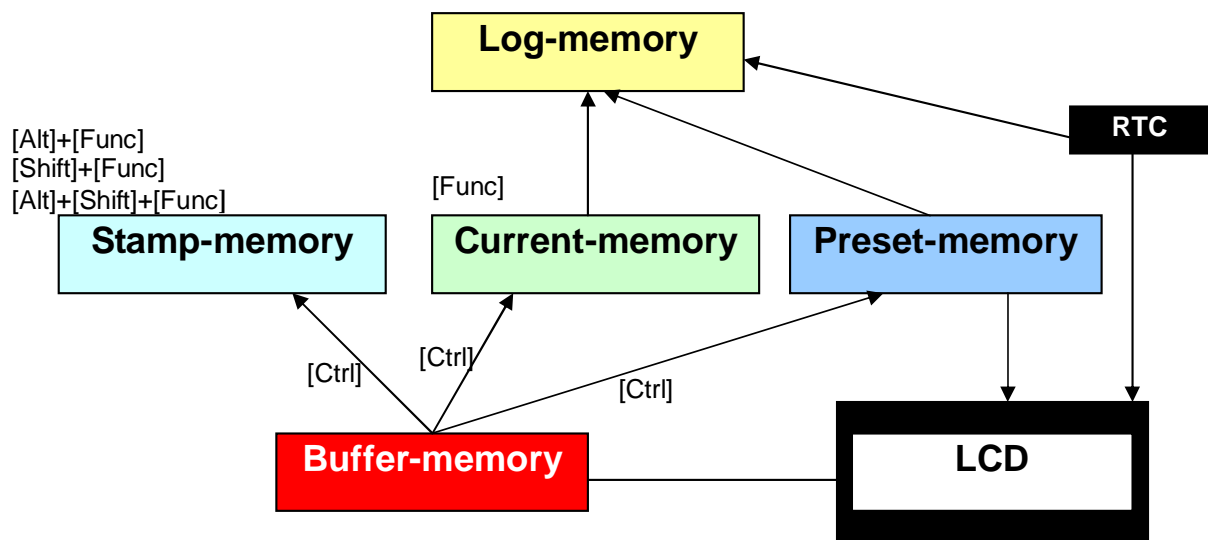 Log-memory
RTC
[Alt]+[Func]
[Shift]+[Func]
[Alt]+[Shift]+[Func]
[Func]
Stamp-memory
Current-memory
Preset-memory
[Ctrl]
[Ctrl]
[Ctrl]
Buffer-memory
LCD